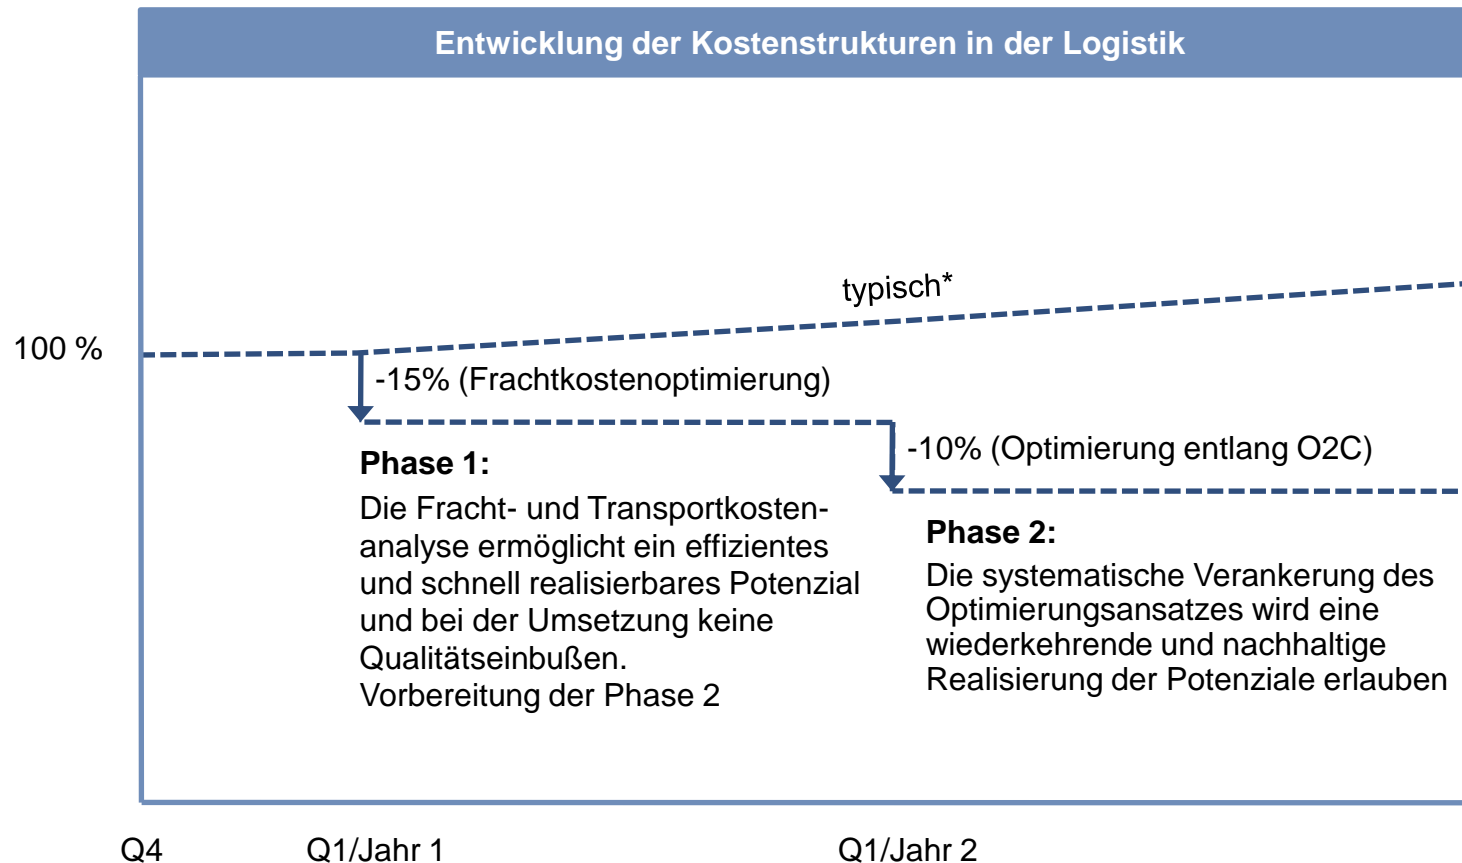 Entwicklung der Kostenstrukturen in der Logistik
typisch*
100 %
-15% (Frachtkostenoptimierung)
-10% (Optimierung entlang O2C)
Phase 1:
Die Fracht- und Transportkosten-
analyse ermöglicht ein effizientes
und schnell realisierbares Potenzial
und bei der Umsetzung keine
Qualitätseinbußen.
Vorbereitung der Phase 2
Phase 2:
Die systematische Verankerung des
Optimierungsansatzes wird eine
wiederkehrende und nachhaltige
Realisierung der Potenziale erlauben
Q4
Q1/Jahr 1
Q1/Jahr 2